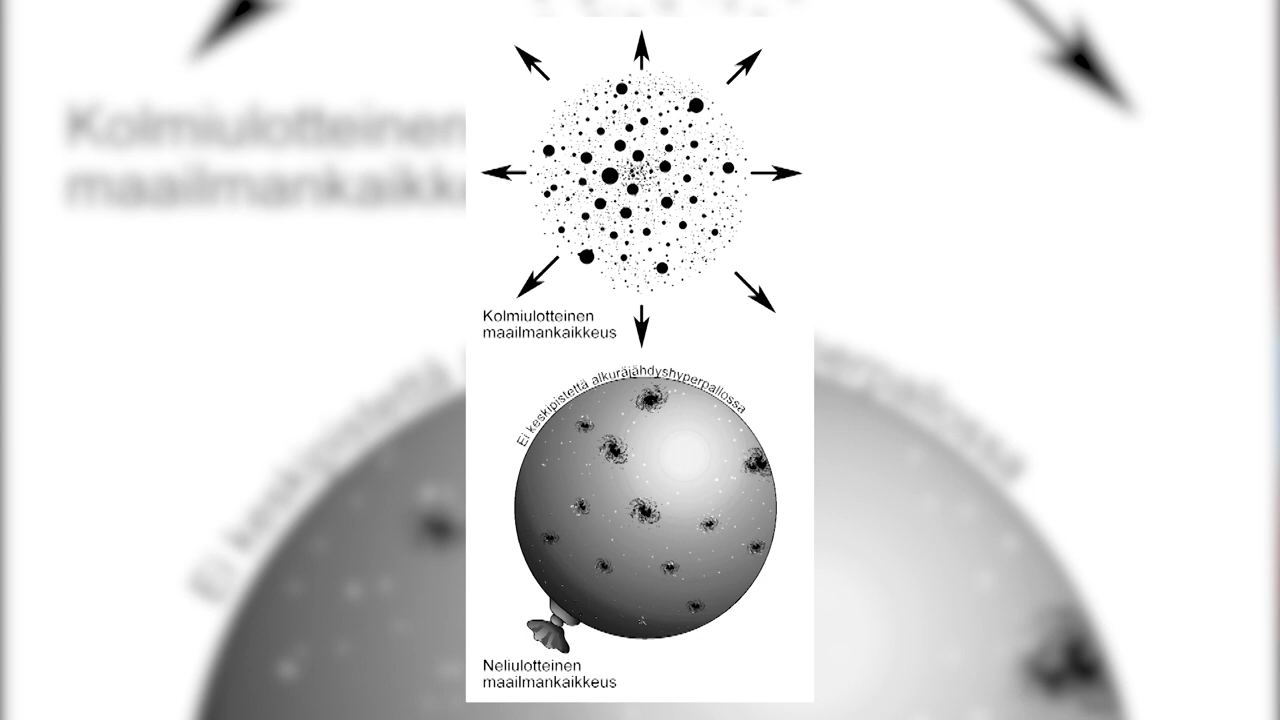 Kolmiulotteinen
maailmankaikkeus
Ei keskipistettä alkuräjähdyshyperpallossa
Neliulotteinen
maailmankaikkeus